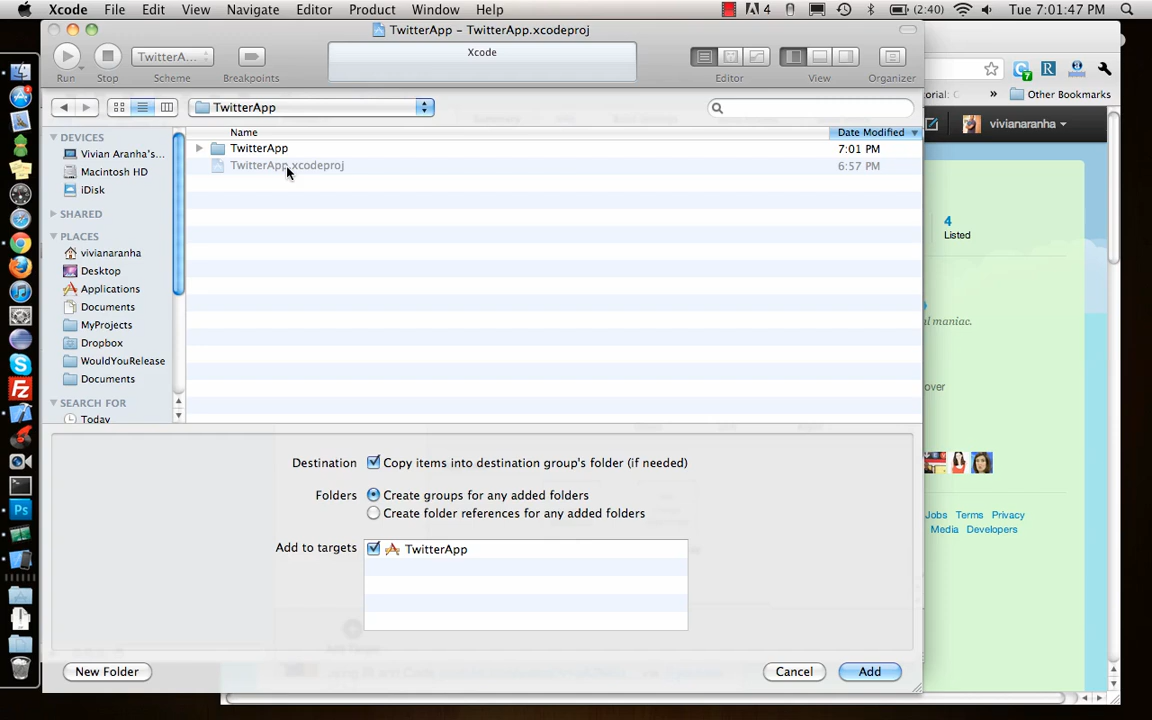 Xcode File Edit View Navigate Editor Product Window Help 4 (2:40) Tue 7:01:47 PM
TwitterApp – TwitterApp.xcodeproj
TwitterA...
Xcode
Run Stop Scheme Breakpoints Editor View Organizer
7 R
TwitterApp
» Other Bookmarks
vivianaranha
Name Date Modified
DEVICES
Vivian Aranha's...
Macintosh HD
iDisk
SHARED
PLACES
vivianaranha
Desktop
Applications
Documents
MyProjects
Dropbox
WouldYouRelease
Documents
SEARCH FOR
Today
TwitterApp 7:01 PM
TwitterApp.xcodeproj 6:57 PM
4
Listed
maniac.
over
Jobs Terms Privacy
Media Developers
Destination Copy items into destination group's folder (if needed)
Folders Create groups for any added folders
Create folder references for any added folders
Add to targets TwitterApp
New Folder Cancel Add